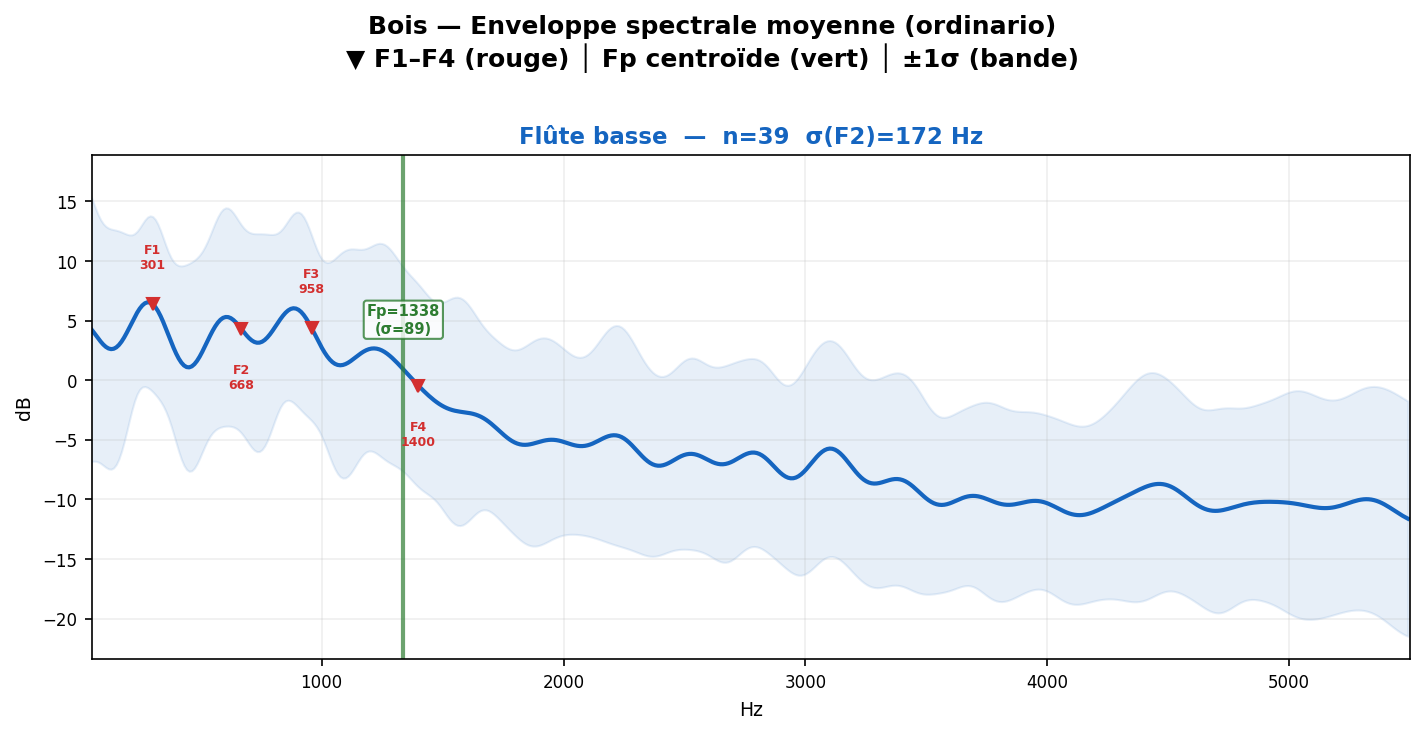 Bois — Enveloppe spectrale moyenne (ordinario)
▼ F1–F4 (rouge) │ Fp centroïde (vert) │ ±1σ (bande)
Flûte basse — n=39 σ(F2)=172 Hz
15
10
5
0
−5
−10
−15
−20
dB
F1
301
F2
668
F3
958
Fp=1338
(σ=89)
F4
1400
1000
2000
3000
4000
5000
Hz